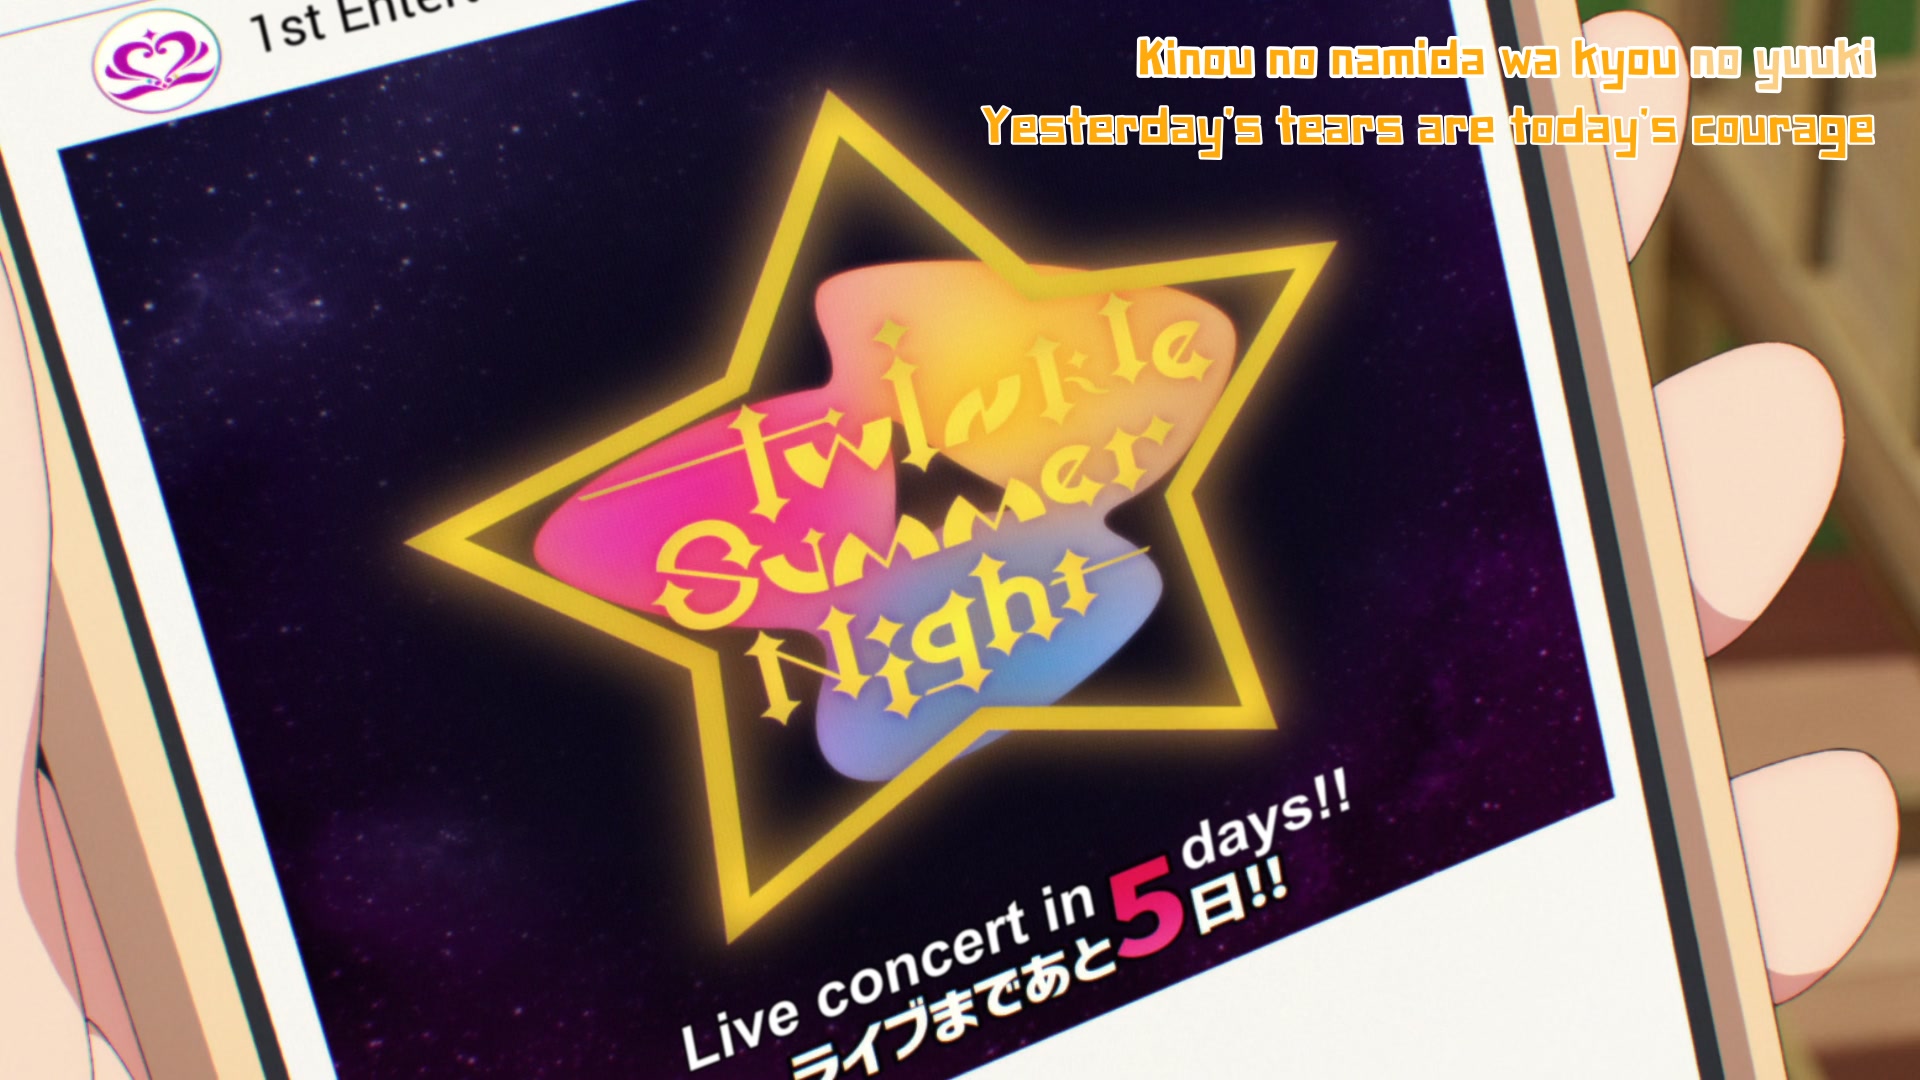 1st
Kinou no namida wa kyou no yuuki
Yesterday's tears are today's courage
Twinkle
Summer
Night
Live concert in 5 days!!
ライブまであと5日!!